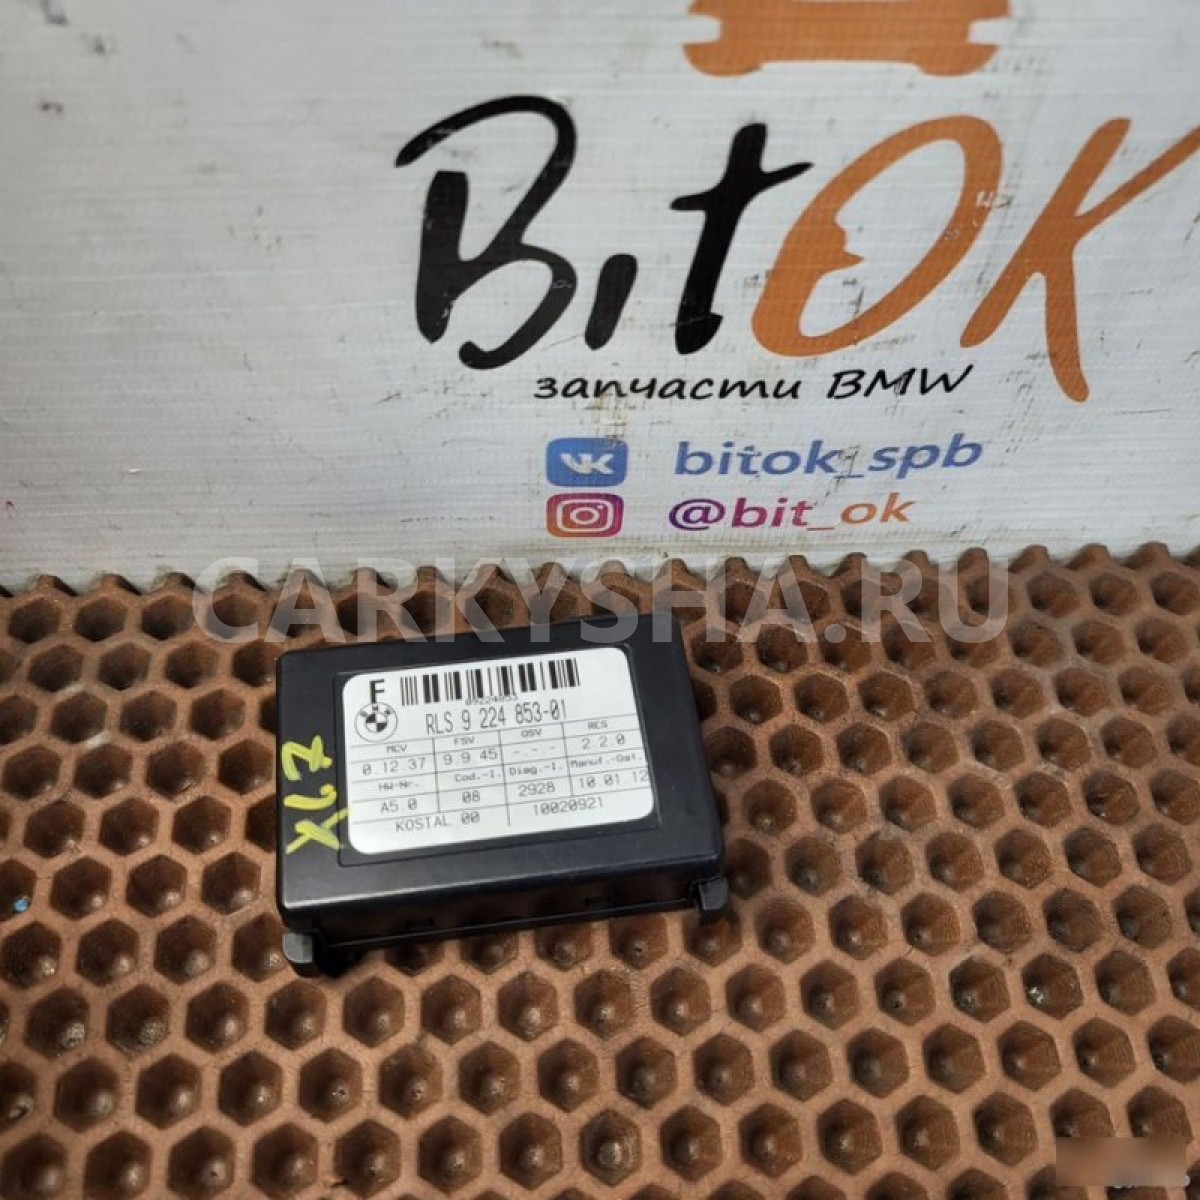 BitOK
запчасти BMW
bitok_spb
@bit_ok
CARKYSHA.RU
F
RLS 9 224 853-01
MCV FSV OSV RES
0.12.37 9.9.45 -.-.- 2.2.0
HW-Nr. Cod.-I. Diag.-I. Manuf.-Dat.
A5.0 08 2928 10.01.12
KOSTAL 00 10020921